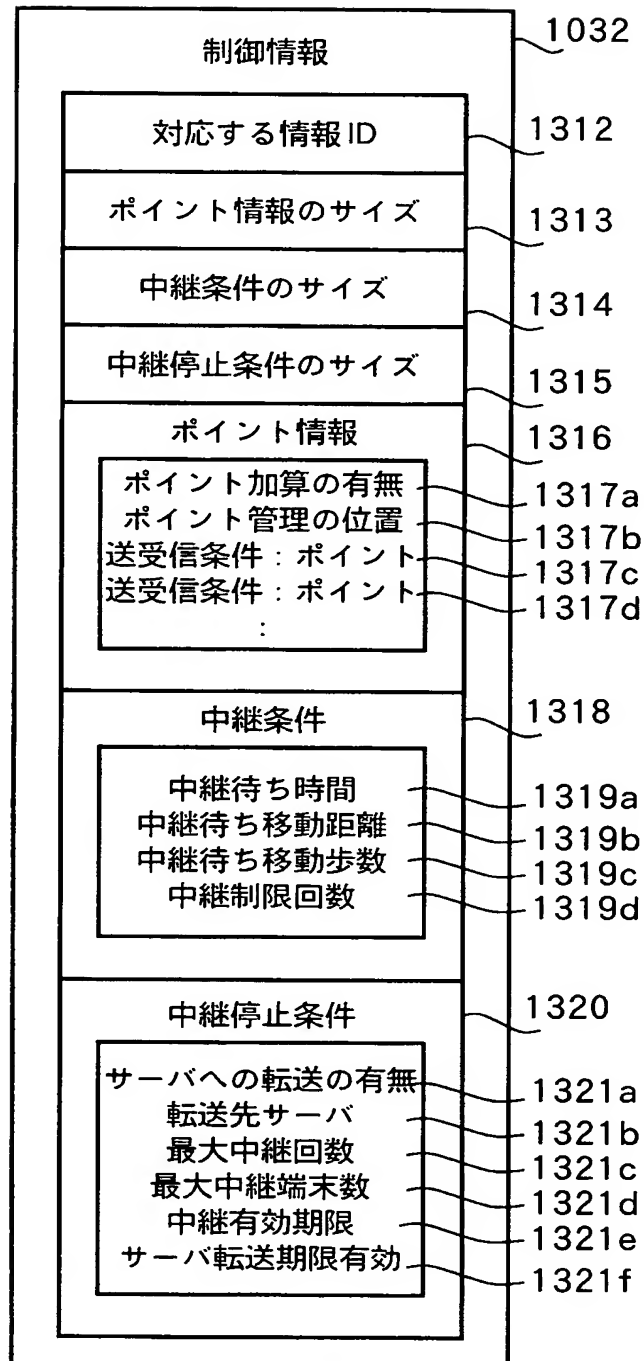 制御情報 1032
対応する情報ID 1312
ポイント情報のサイズ 1313
中継条件のサイズ 1314
中継停止条件のサイズ 1315
ポイント情報 1316
ポイント加算の有無 1317a
ポイント管理の位置 1317b
送受信条件：ポイント 1317c
送受信条件：ポイント 1317d
：
中継条件 1318
中継待ち時間 1319a
中継待ち移動距離 1319b
中継待ち移動歩数 1319c
中継制限回数 1319d
中継停止条件 1320
サーバへの転送の有無 1321a
転送先サーバ 1321b
最大中継回数 1321c
最大中継端末数 1321d
中継有効期限 1321e
サーバ転送期限有効 1321f